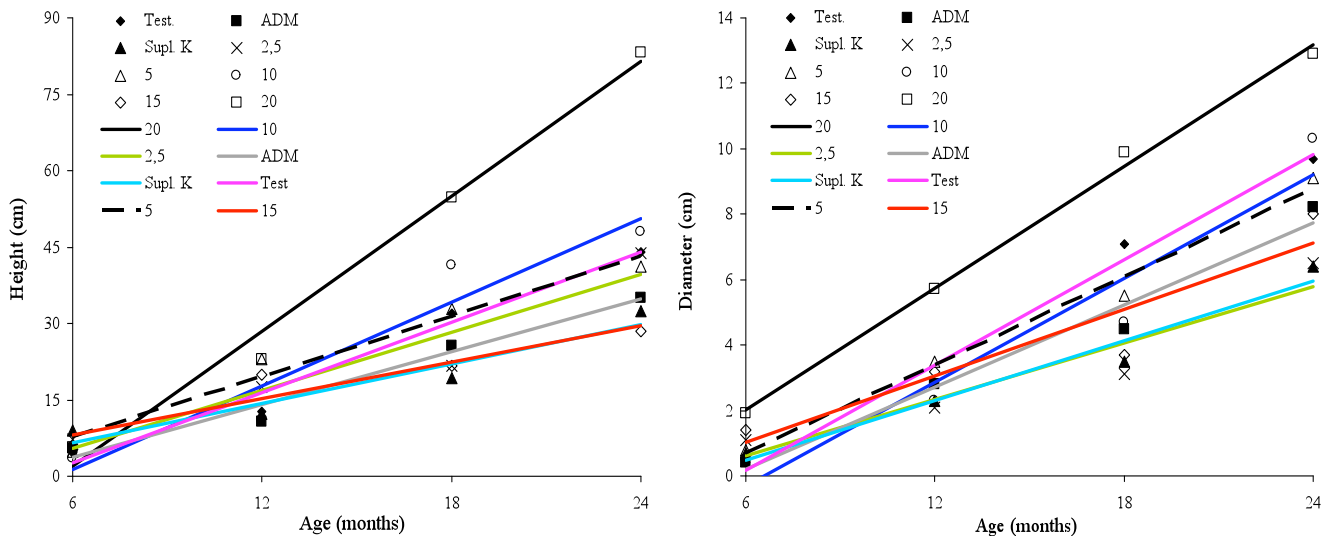 90
75
60
45
30
15
0
Height (cm)
6 12 18 24
Age (months)
Test. ADM
Supl. K 2,5
5 10
15 20
20 10
2,5 ADM
Supl. K Test
5 15
14
12
10
8
6
4
2
0
Diameter (cm)
6 12 18 24
Age (months)
Test. ADM
Supl. K 2,5
5 10
15 20
20 10
2,5 ADM
Supl. K Test
5 15